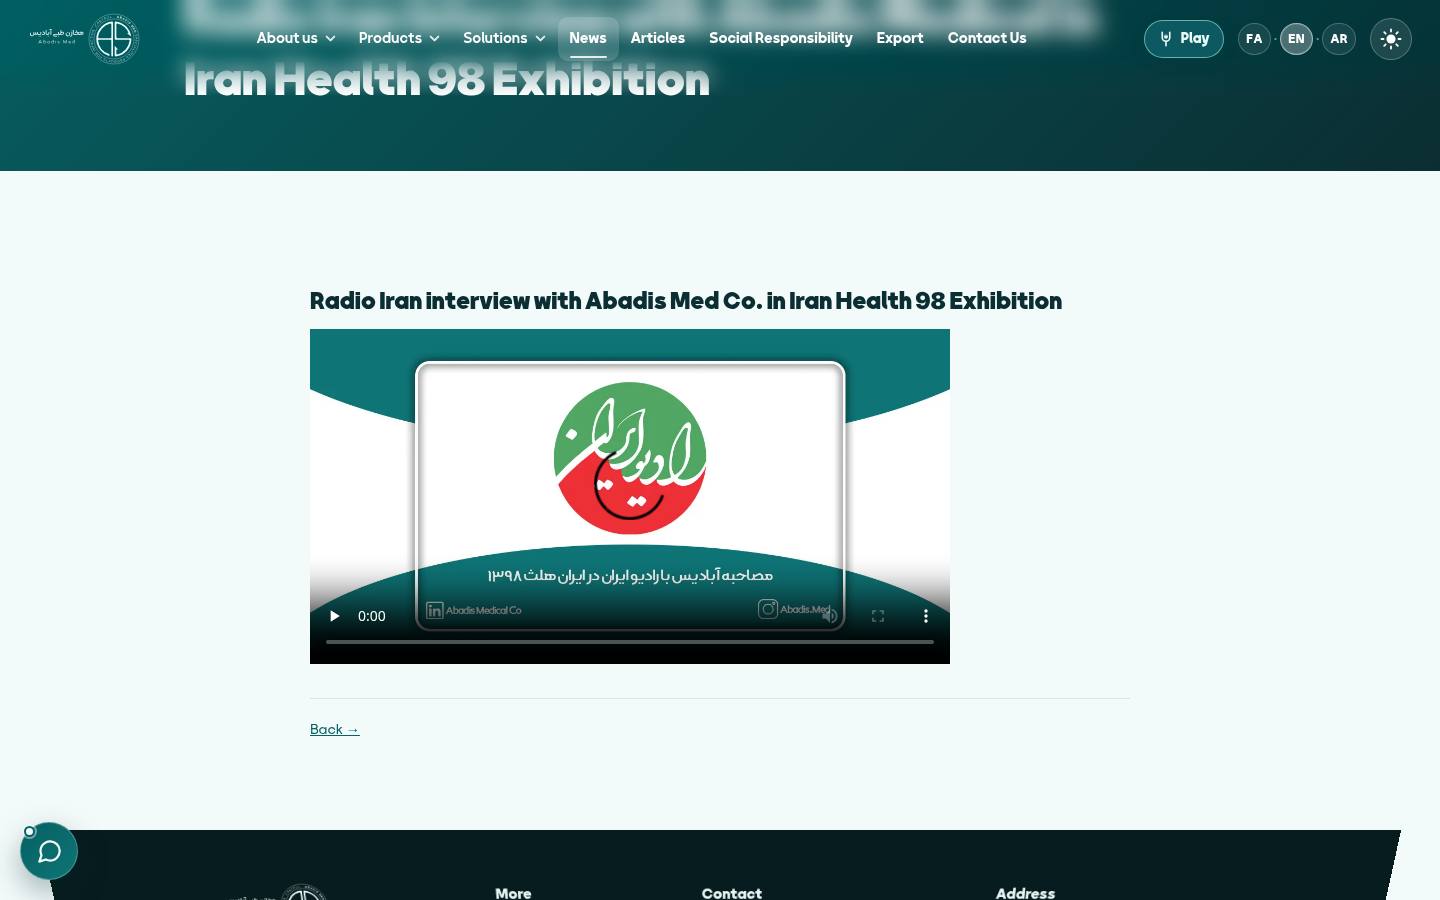 مخازن طبی آبادیس
Abadis Med
About us
Products
Solutions
News
Articles
Social Responsibility
Export
Contact Us
Play
FA
EN
AR
Iran Health 98 Exhibition
Radio Iran interview with Abadis Med Co. in Iran Health 98 Exhibition
رادیو ایران
مصاحبه آبادیس با رادیو ایران در ایران هلث ۱۳۹۸
Abadis Medical Co
Abadis.Med
0:00
Back →
More
Contact
Address